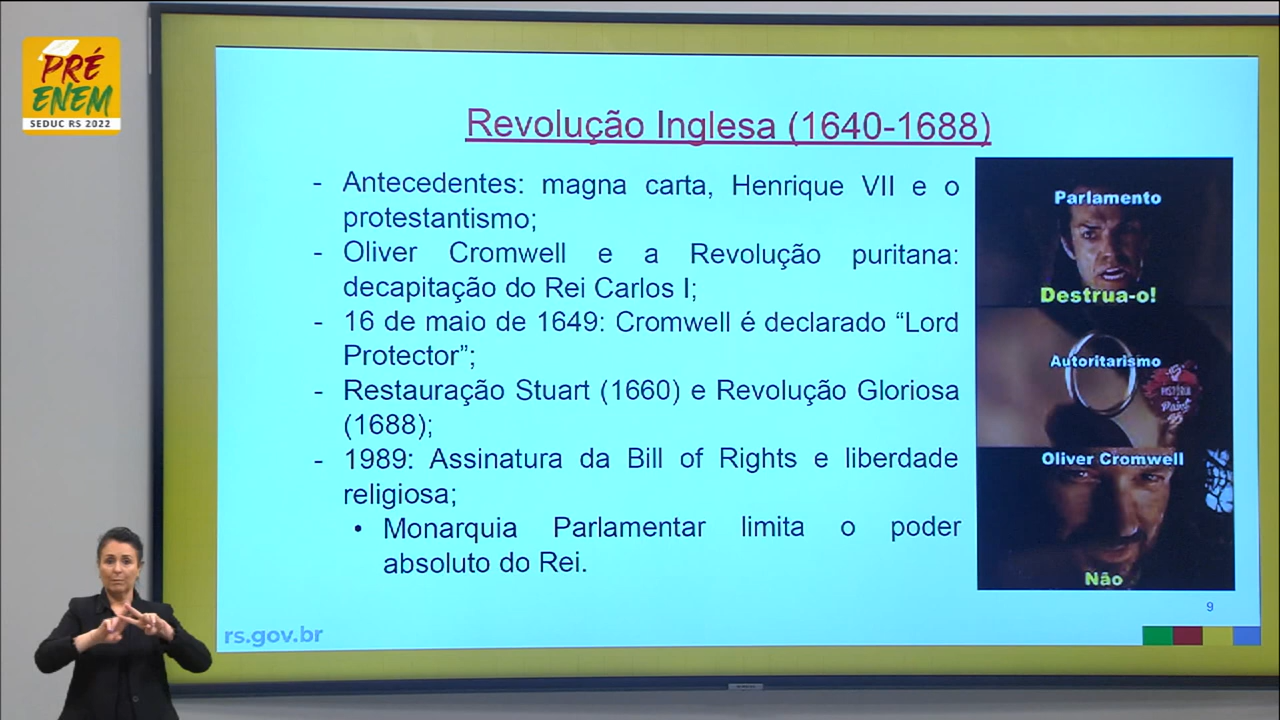 PRÉ
ENEM
SEDUC RS 2022
Revolução Inglesa (1640-1688)
- Antecedentes: magna carta, Henrique VII e o
protestantismo;
- Oliver Cromwell e a Revolução puritana:
decapitação do Rei Carlos I;
- 16 de maio de 1649: Cromwell é declarado “Lord
Protector”;
- Restauração Stuart (1660) e Revolução Gloriosa
(1688);
- 1989: Assinatura da Bill of Rights e liberdade
religiosa;
• Monarquia Parlamentar limita o poder
absoluto do Rei.
Parlamento
Destrua-o!
Autoritarismo
HISTÓRIA
Oliver Cromwell
Não
9
rs.gov.br